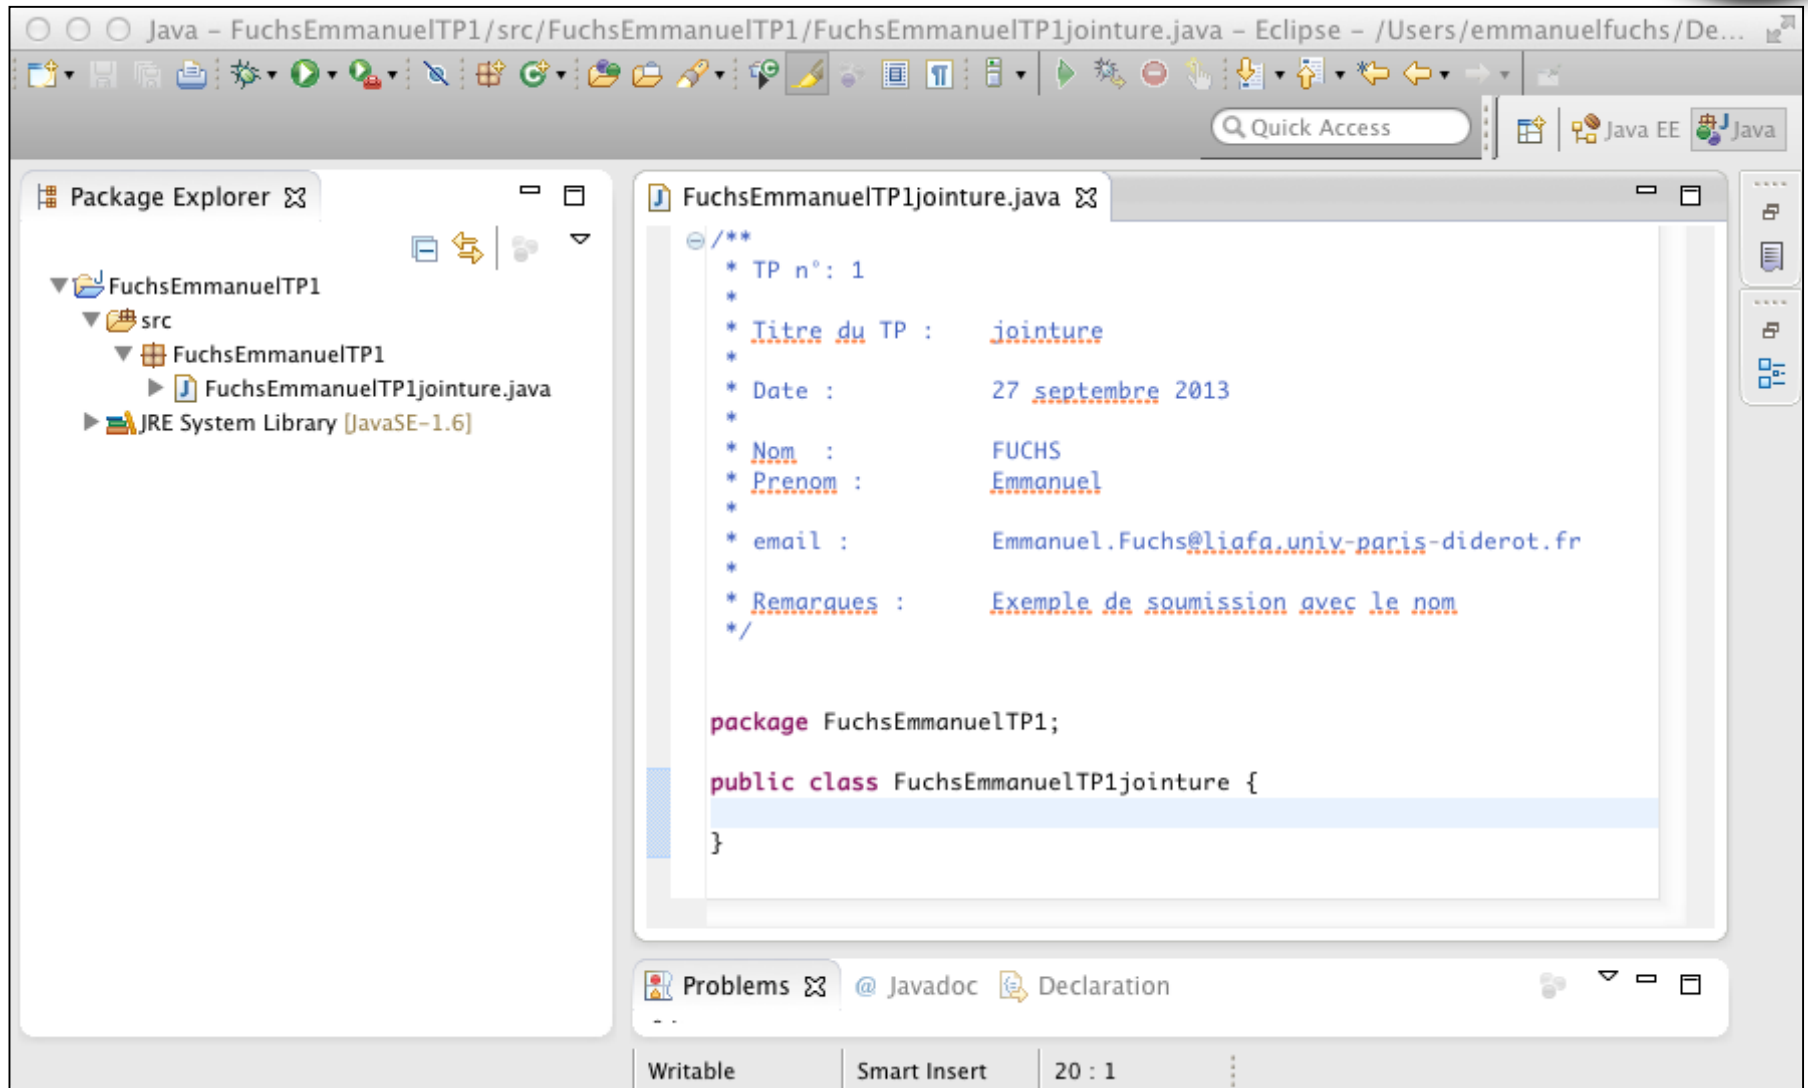 Java – FuchsEmmanuelTP1/src/FuchsEmmanuelTP1/FuchsEmmanuelTP1jointure.java – Eclipse – /Users/emmanuelfuchs/De...
Quick Access
Java EE
Java
Package Explorer
FuchsEmmanuelTP1
src
FuchsEmmanuelTP1
FuchsEmmanuelTP1jointure.java
JRE System Library [JavaSE-1.6]
FuchsEmmanuelTP1jointure.java
/**
* TP n°: 1
*
* Titre du TP : jointure
*
* Date : 27 septembre 2013
*
* Nom : FUCHS
* Prenom : Emmanuel
*
* email : Emmanuel.Fuchs@liafa.univ-paris-diderot.fr
*
* Remarques : Exemple de soumission avec le nom
*/
package FuchsEmmanuelTP1;
public class FuchsEmmanuelTP1jointure {
}
Problems @ Javadoc Declaration
Writable Smart Insert 20 : 1